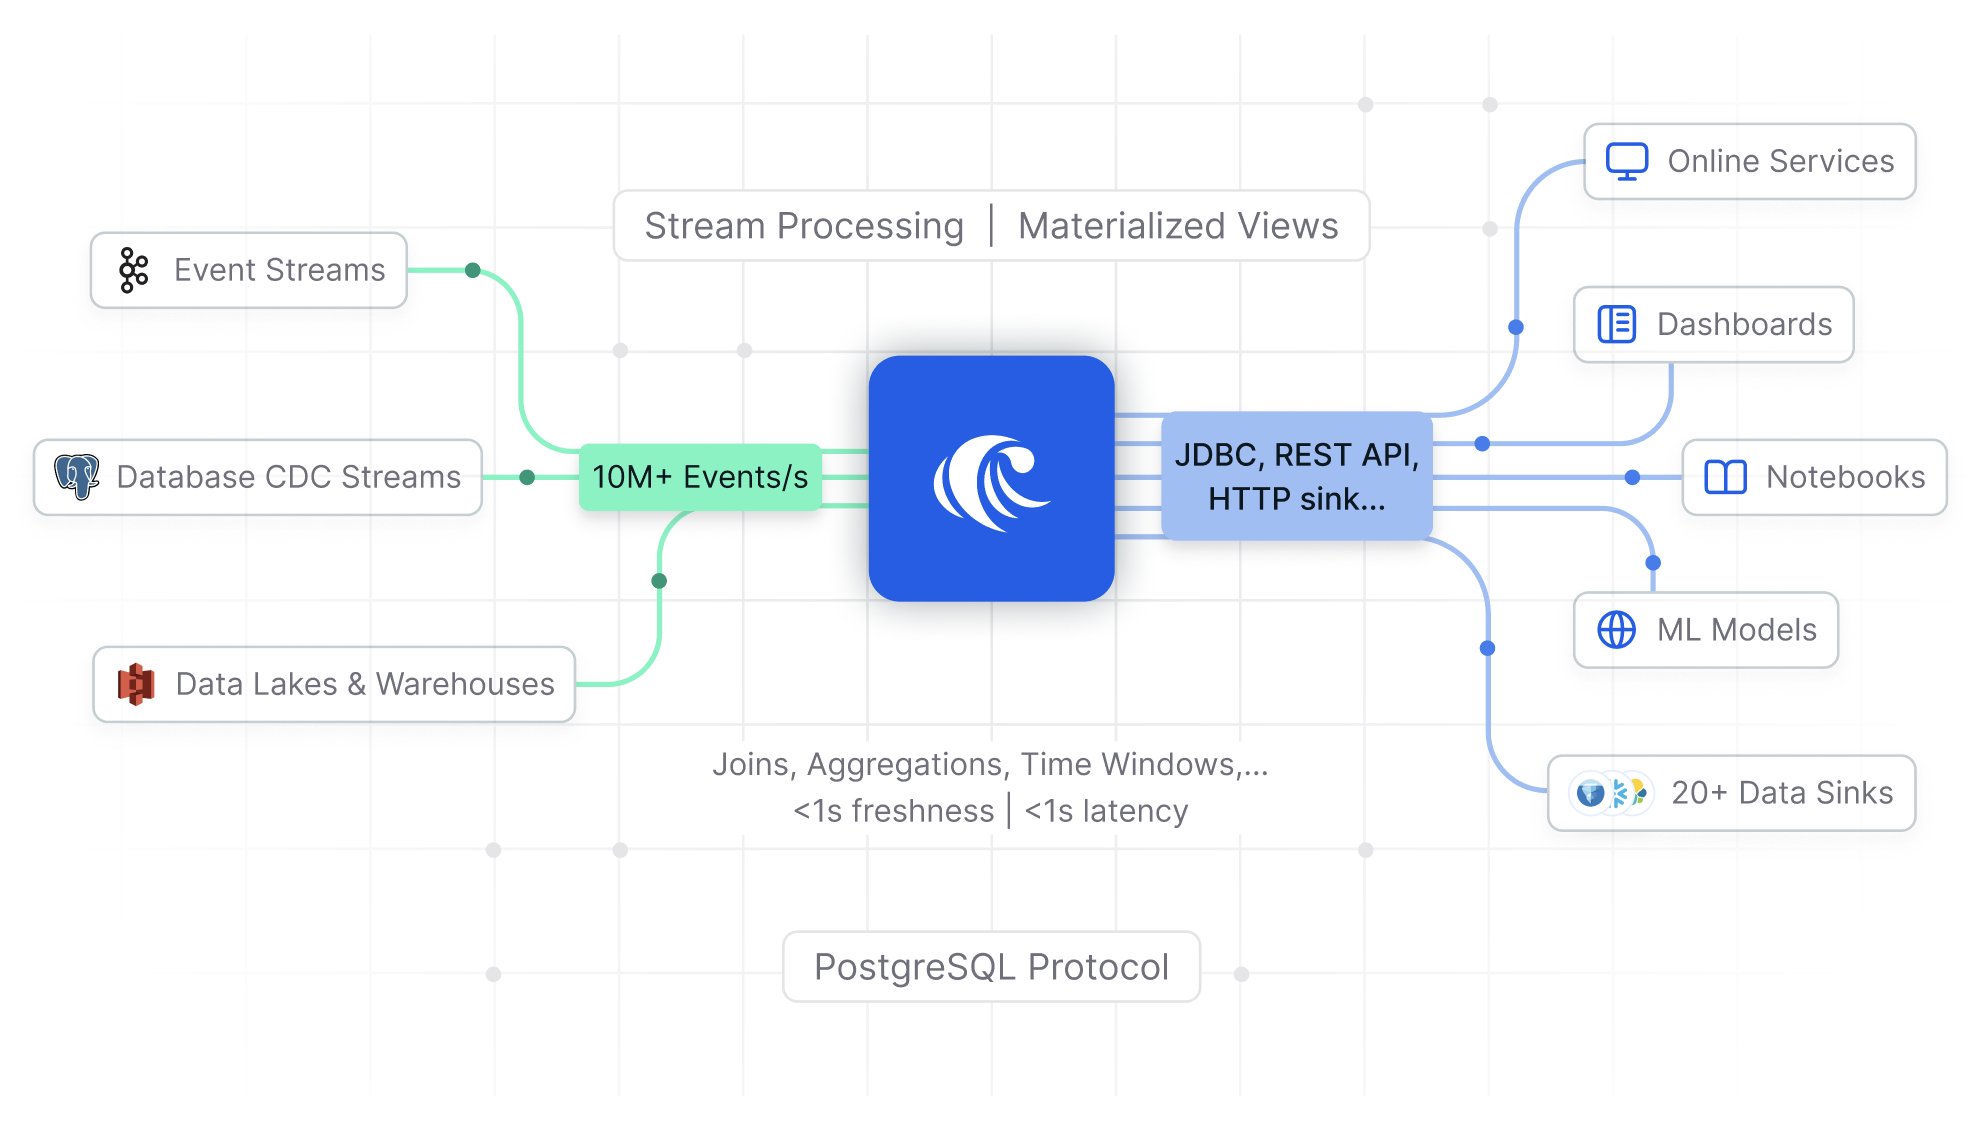 Stream Processing | Materialized Views
Event Streams
Database CDC Streams
Data Lakes & Warehouses
10M+ Events/s
JDBC, REST API,
HTTP sink...
Online Services
Dashboards
Notebooks
ML Models
20+ Data Sinks
Joins, Aggregations, Time Windows,...
<1s freshness | <1s latency
PostgreSQL Protocol